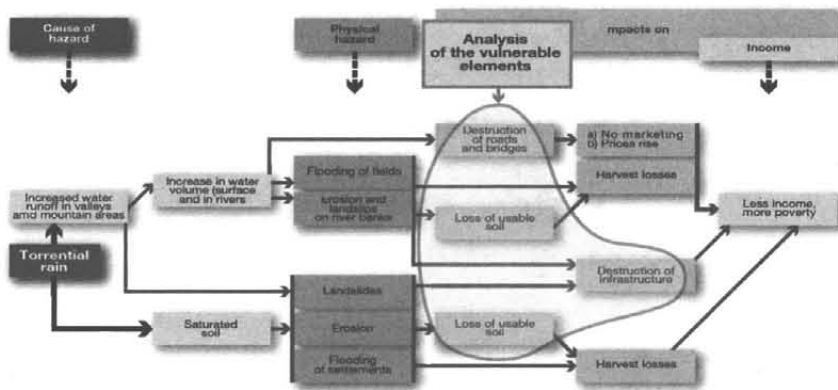 Cause of
hazard
Physical
hazard
Analysis
of the vulnerable
elements
mpacts on
Income
Destruction
of roads
and bridges
a) No marketing
b) Prices rise
Increase in water
volume (surface
and in rivers
Flooding of fields
Harvest losses
Increased water
runoff in valleys
amd mountain areas
Erosion and
landslips
on river banks
Loss of usable
soil
Less income,
more poverty
Torrential
rain
Destruction of
infrastructure
Landslides
Saturated
soil
Erosion
Loss of usable
soil
Flooding
of settlements
Harvest losses